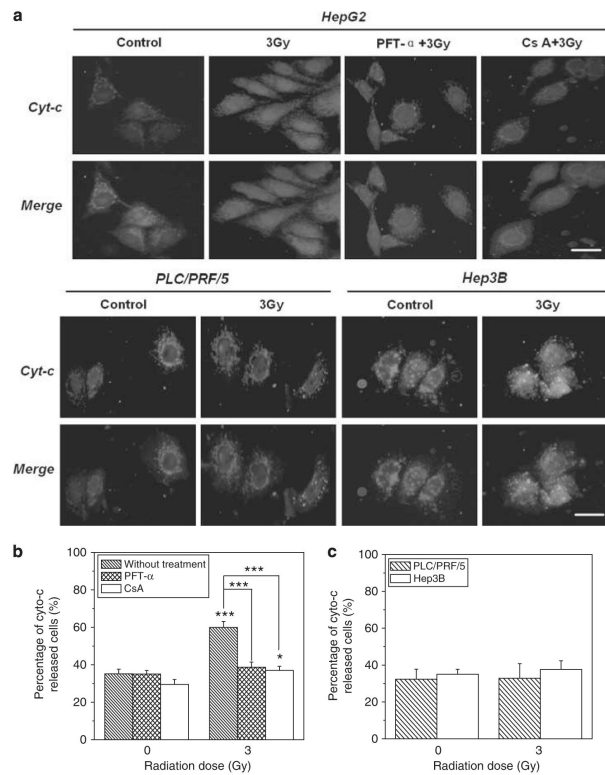 a
HepG2
Control 3Gy PFT-α +3Gy Cs A+3Gy
Cyt-c
Merge
PLC/PRF/5 Hep3B
Control 3Gy Control 3Gy
Cyt-c
Merge
b
Percentage of cyto-c
released cells (%)
100
80
60
40
20
0
Without treatment
PFT-α
CsA
***
***
***
*
0 3
Radiation dose (Gy)
c
Percentage of cyto-c
released cells (%)
100
80
60
40
20
0
PLC/PRF/5
Hep3B
0 3
Radiation dose (Gy)